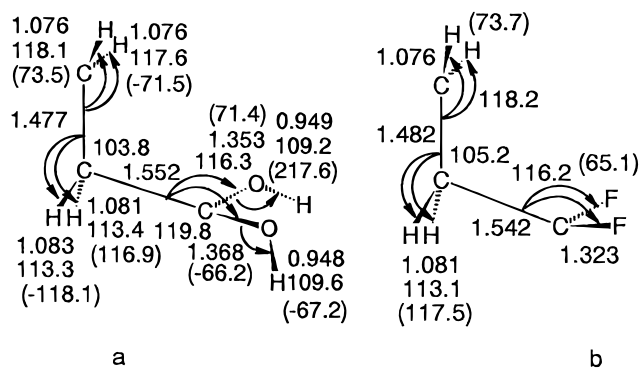 1.076 H H 1.076
118.1 117.6
(73.5) C (-71.5)
1.477
103.8
C
1.552
(71.4)
1.353
116.3
O
0.949
109.2
(217.6)
H
HH
1.081
113.4
(116.9)
1.083
113.3
(-118.1)
C
119.8
1.368
(-66.2)
O
H
0.948
109.6
(-67.2)
a
H H (73.7)
1.076
C
118.2
1.482
105.2
C
116.2 (65.1)
F
F
C
1.542
1.323
HH
1.081
113.1
(117.5)
b